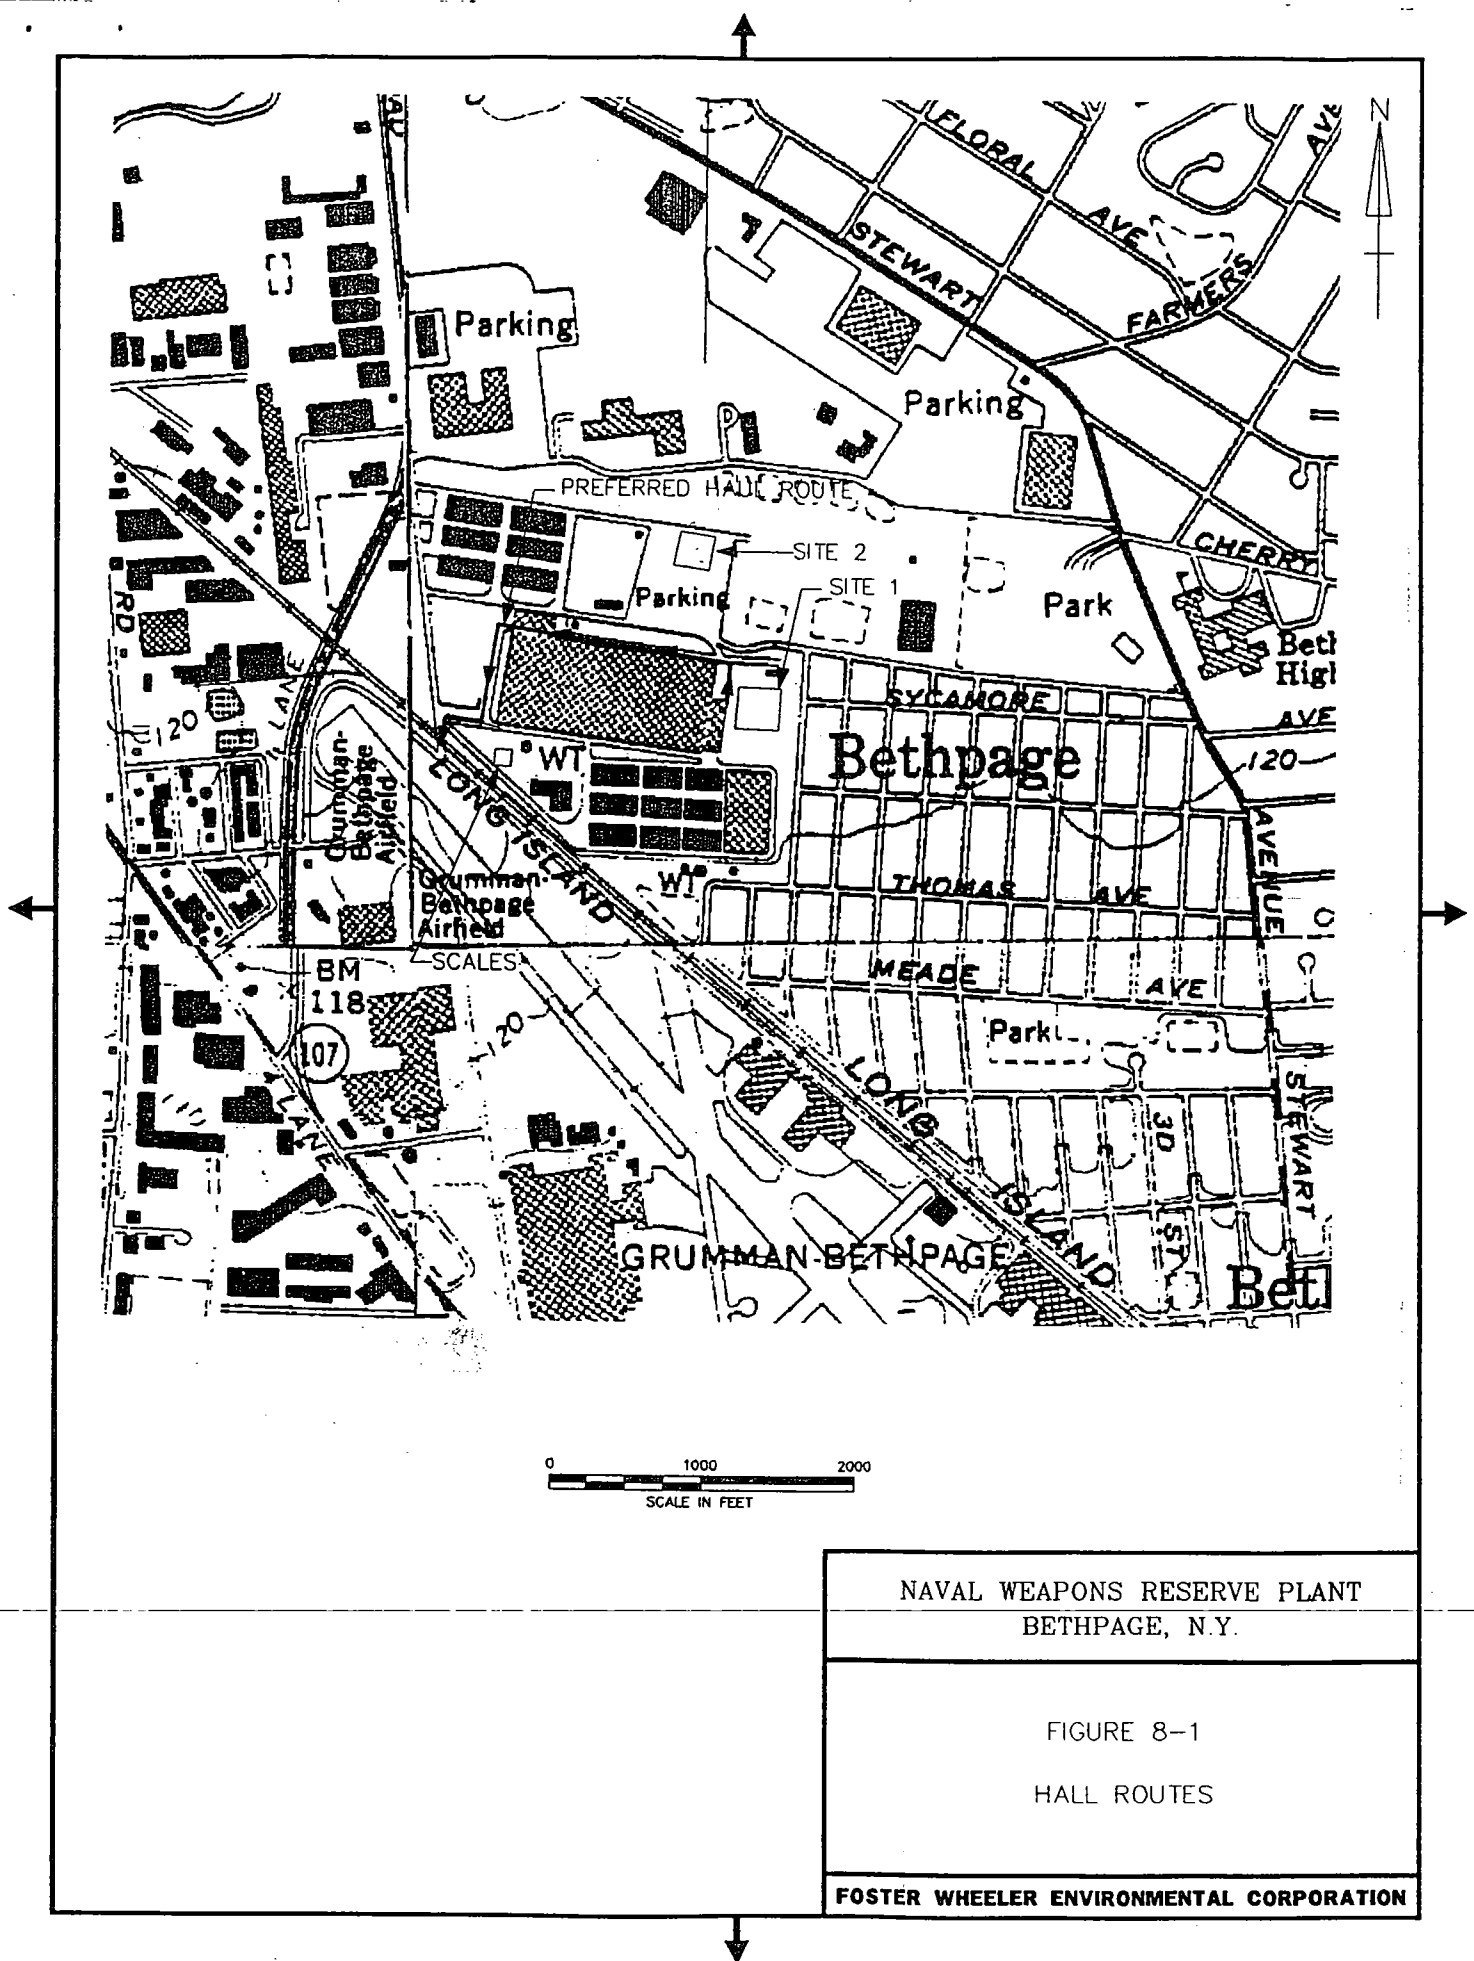 N
FLORAL
AVE
AVE
STEWART
FARMERS
Parking
Parking
D
PREFERRED HAUL ROUTE
SITE 2
CHERRY
SITE 1
Parking
Park
RD
Beth
High
AVE
SYCAMORE
AVE
120
Bethpage
WT
120
Grumman-
Bethpage
Airfield
LONG ISLAND
AVENUE
Grumman-
Bethpage
Airfield
WT
THOMAS AVE
SCALES
BM
118
MEADE AVE
120
Park
107
LONG ISLAND
LANE
3D ST
STEWART
GRUMMAN-BETHPAGE
Bet
0 1000 2000
SCALE IN FEET
NAVAL WEAPONS RESERVE PLANT
BETHPAGE, N.Y.
FIGURE 8-1
HALL ROUTES
FOSTER WHEELER ENVIRONMENTAL CORPORATION